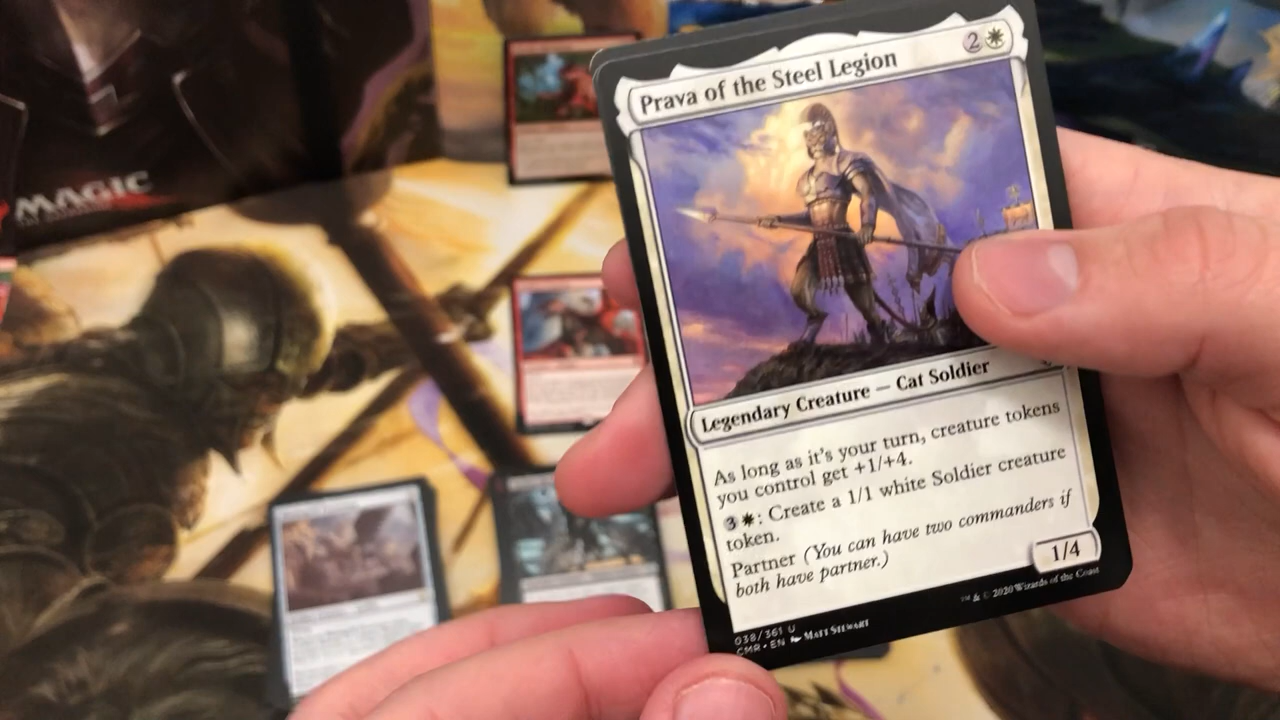 MAGIC
Prava of the Steel Legion
2
Legendary Creature — Cat Soldier
As long as it's your turn, creature tokens
you control get +1/+4.
3 : Create a 1/1 white Soldier creature
token.
Partner (You can have two commanders if
both have partner.)
1/4
038/361 U
CMR • EN Matt Stewart
™ & © 2020 Wizards of the Coast